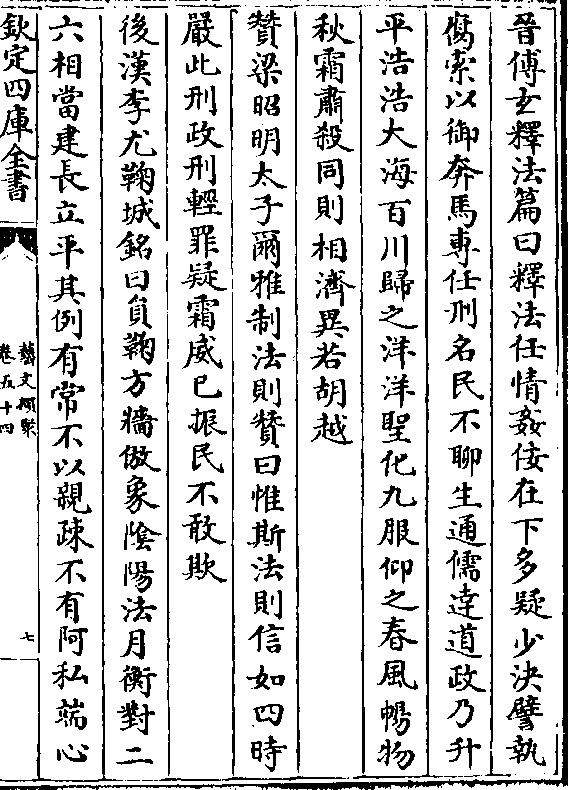 晉傅玄釋法篇曰釋法任情姦佞在下多疑少決譬執
腐索以御奔馬專任刑名民不聊生通儒達道政乃升
平浩浩大海百川歸之洋洋聖化九服仰之春風暢物
秋霜肅殺同則相濟異若胡越
贊梁昭明太子爾雅制法則贊曰惟斯法則信如四時
嚴此刑政刑輕罪疑霜威已振民不敢欺
後漢李尤鞠城銘曰員鞠方牆倣象陰陽法月衡對二
六相當建長立平其例有常不以親疎不有阿私端心
欽定四庫全書
藝文類聚
卷五十四
七